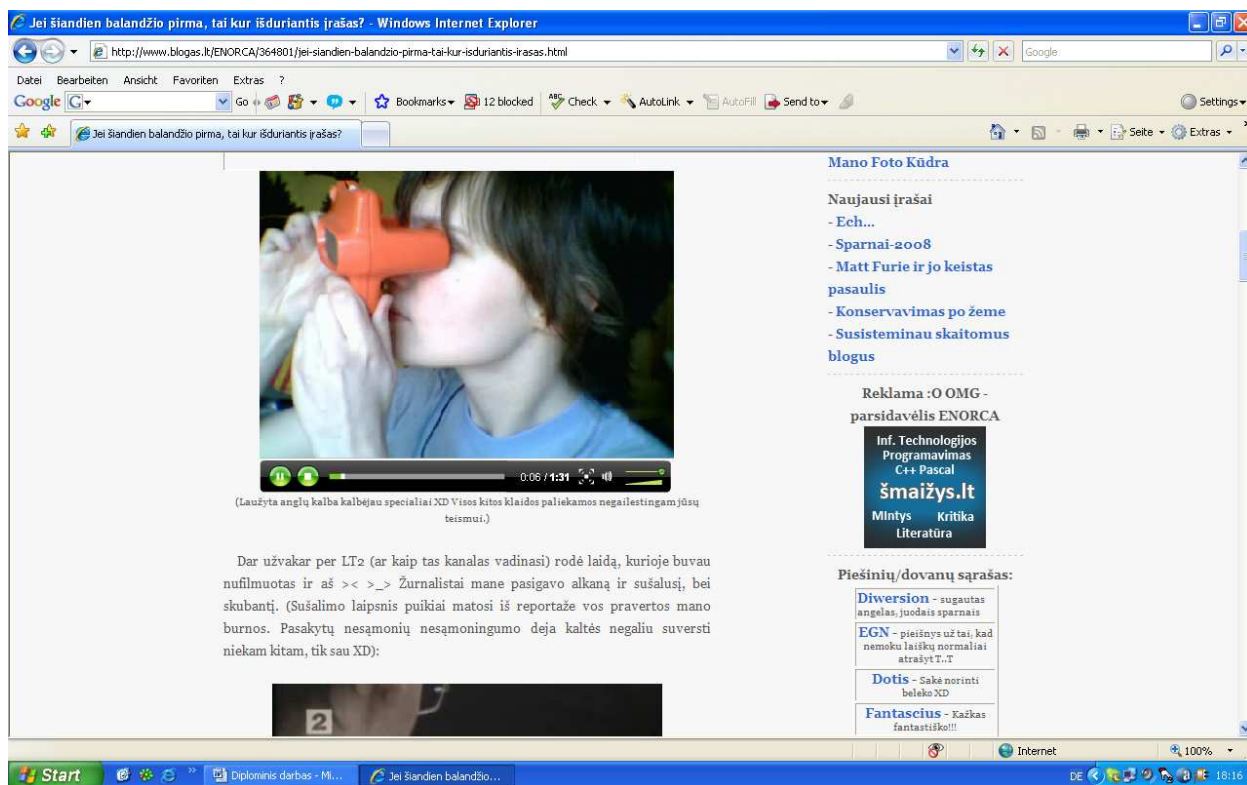 Jei šiandien balandžio pirma, tai kur išduriantis įrašas? - Windows Internet Explorer
http://www.blogas.lt/ENORCA/364801/jei-siandien-balandzio-pirma-tai-kur-isduriantis-irasas.html
Google
Datei Bearbeiten Ansicht Favoriten Extras ?
Google G Go Bookmarks 12 blocked ABC Check AutoLink AutoFill Send to Settings
Jei šiandien balandžio pirma, tai kur išduriantis įrašas?
Seite Extras
0:06 / 1:31
(Laužyta anglų kalba kalbėjau specialiai XD Visos kitos klaidos paliekamos negailestingam jūsų
teismui.)
Dar užvakar per LT2 (ar kaip tas kanalas vadinasi) rodė laidą, kurioje buvau
nufilmuotas ir aš >< >_> Žurnalistai mane pasigavo alkaną ir sušalusį, bei
skubantį. (Sušalimo laipsnis puikiai matosi iš reportaže vos pravertos mano
burnos. Pasakytų nesąmonių nesąmoningumo deja kaltės negaliu suversti
niekam kitam, tik sau XD):
2
Mano Foto Kūdra
Naujausi įrašai
- Ech...
- Sparnai-2008
- Matt Furie ir jo keistas
pasaulis
- Konservavimas po žeme
- Susisteminau skaitomus
blogus
Reklama :O OMG -
parsidavėlis ENORCA
Inf. Technologijos
Programavimas
C++ Pascal
šmaižys.lt
MIntys Kritika
Literatūra
Piešinių/dovanų sąrašas:
Diwersion - sugautas
angelas, juodais sparnais
EGN - pieišnys už tai, kad
nemoku laiškų normaliai
atrašyt T..T
Dotis - Sakė norinti
beleko XD
Fantascius - Kažkas
fantastiško!!!
Internet 100%
Start Diplominis darbas - Mi... Jei šiandien balandžio... DE 18:16